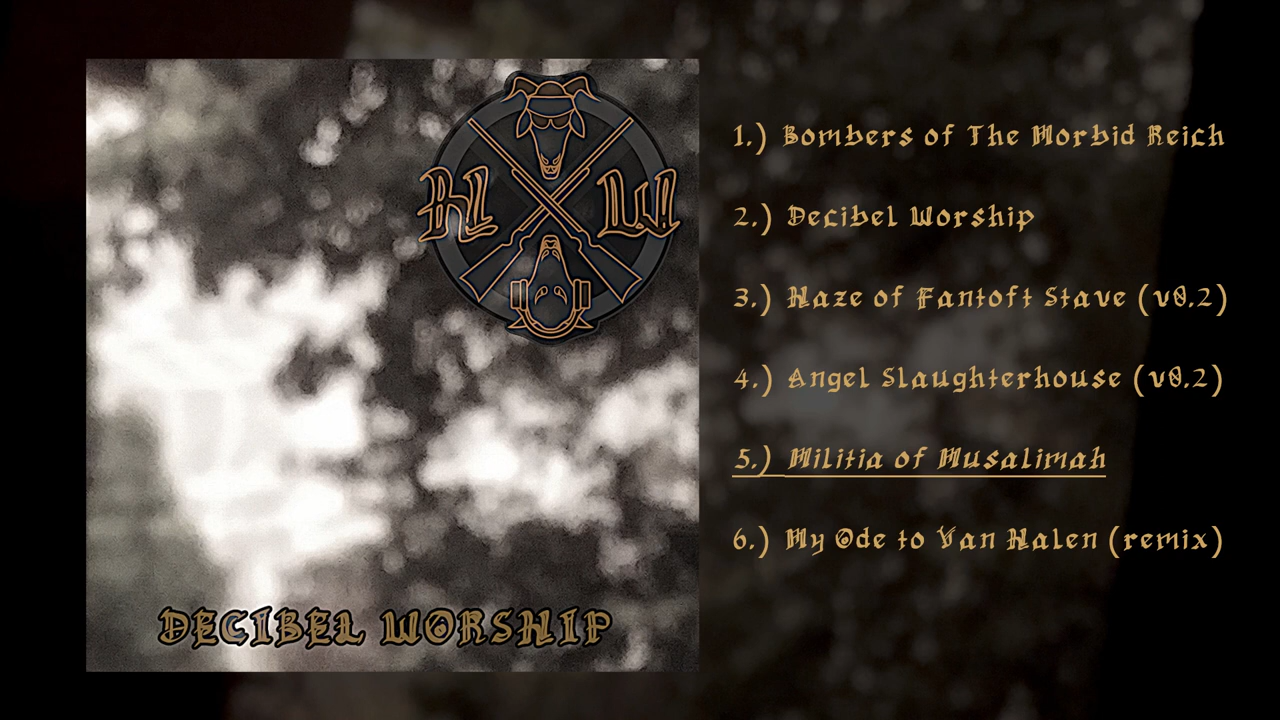 H W
DECIBEL WORSHIP
1.) Bombers of The Morbid Reich
2.) Decibel Worship
3.) Haze of Fantoft Stave (v0.2)
4.) Angel Slaughterhouse (v0.2)
5.) Militia of Musalimah
6.) My Ode to Van Halen (remix)